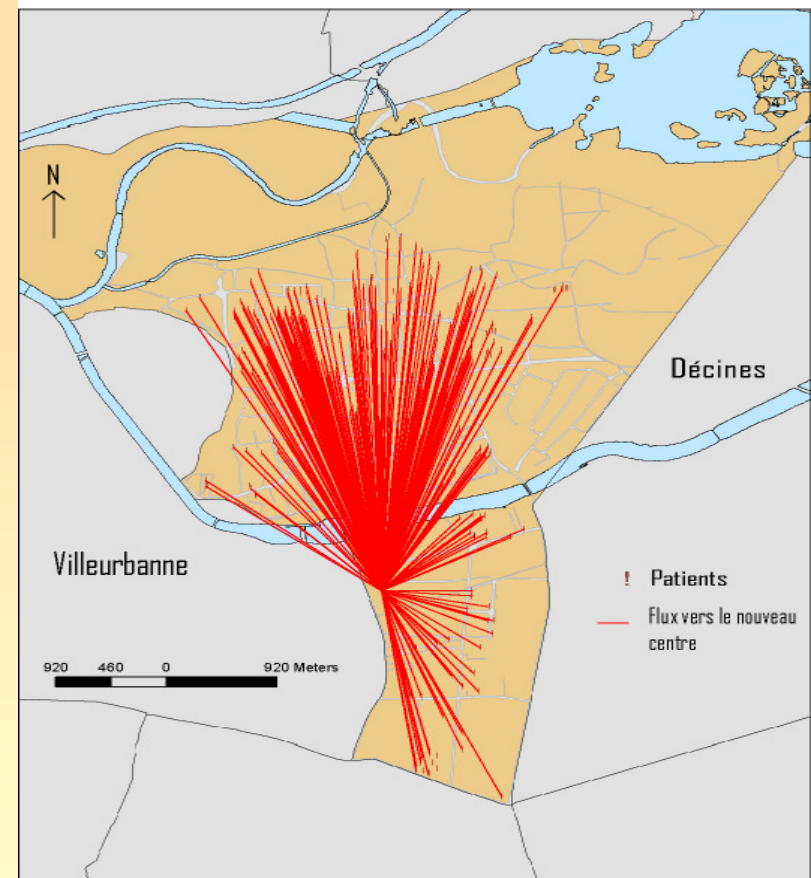 N
Décines
Villeurbanne
Patients
Flux vers le nouveau
centre
920 460 0 920 Meters